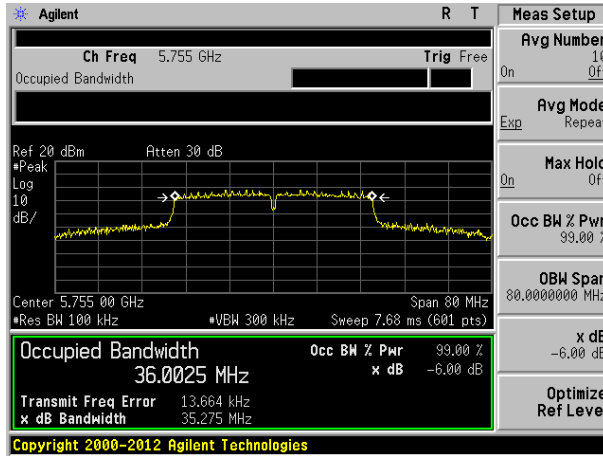 Agilent R T
Ch Freq 5.755 GHz Trig Free
Occupied Bandwidth
Ref 20 dBm Atten 30 dB
#Peak
Log
10
dB/
Center 5.755 00 GHz Span 80 MHz
#Res BW 100 kHz #VBW 300 kHz Sweep 7.68 ms (601 pts)
Occupied Bandwidth Occ BW % Pwr 99.00 %
36.0025 MHz x dB -6.00 dB
Transmit Freq Error 13.664 kHz
x dB Bandwidth 35.275 MHz
Copyright 2000-2012 Agilent Technologies
Meas Setup
Avg Number
10
On Off
Avg Mode
Exp Repeat
Max Hold
On Off
Occ BW % Pwr
99.00 %
OBW Span
80.0000000 MHz
x dB
-6.00 dB
Optimize
Ref Level